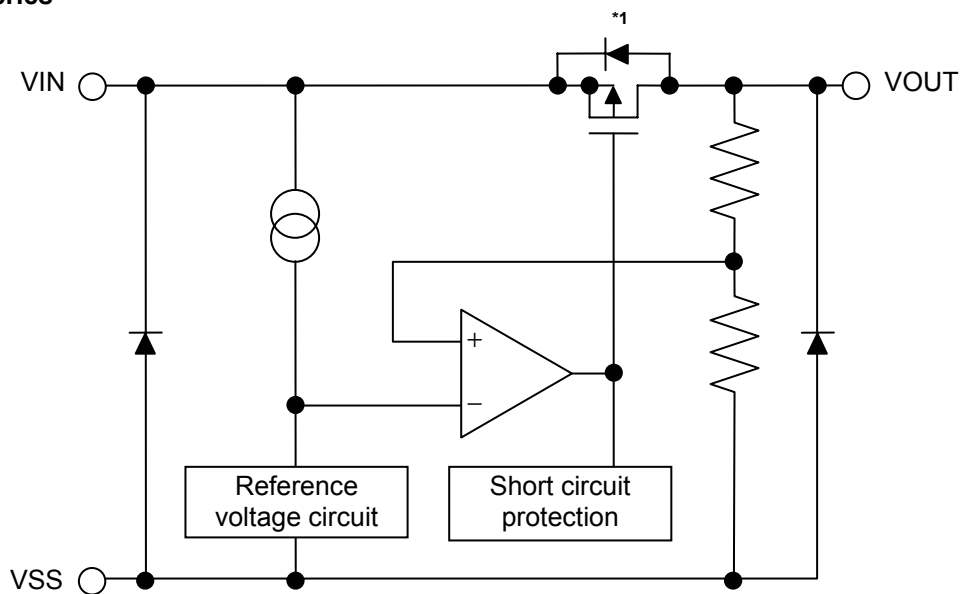 *1
VIN
VOUT
+
−
Reference
voltage circuit
Short circuit
protection
VSS